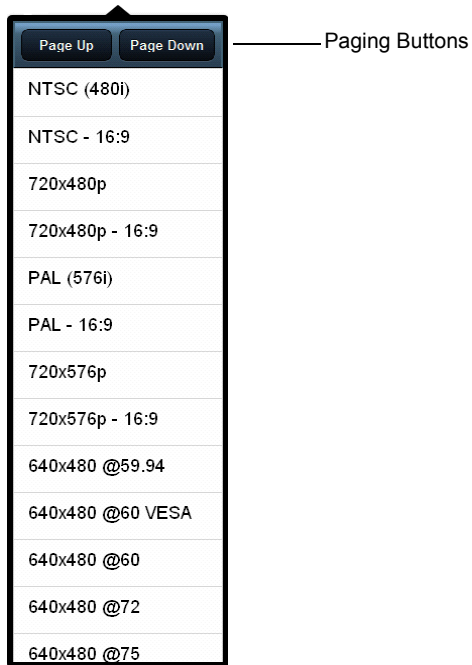 Page Up Page Down Paging Buttons
NTSC (480i)
NTSC - 16:9
720x480p
720x480p - 16:9
PAL (576i)
PAL - 16:9
720x576p
720x576p - 16:9
640x480 @59.94
640x480 @60 VESA
640x480 @60
640x480 @72
640x480 @75